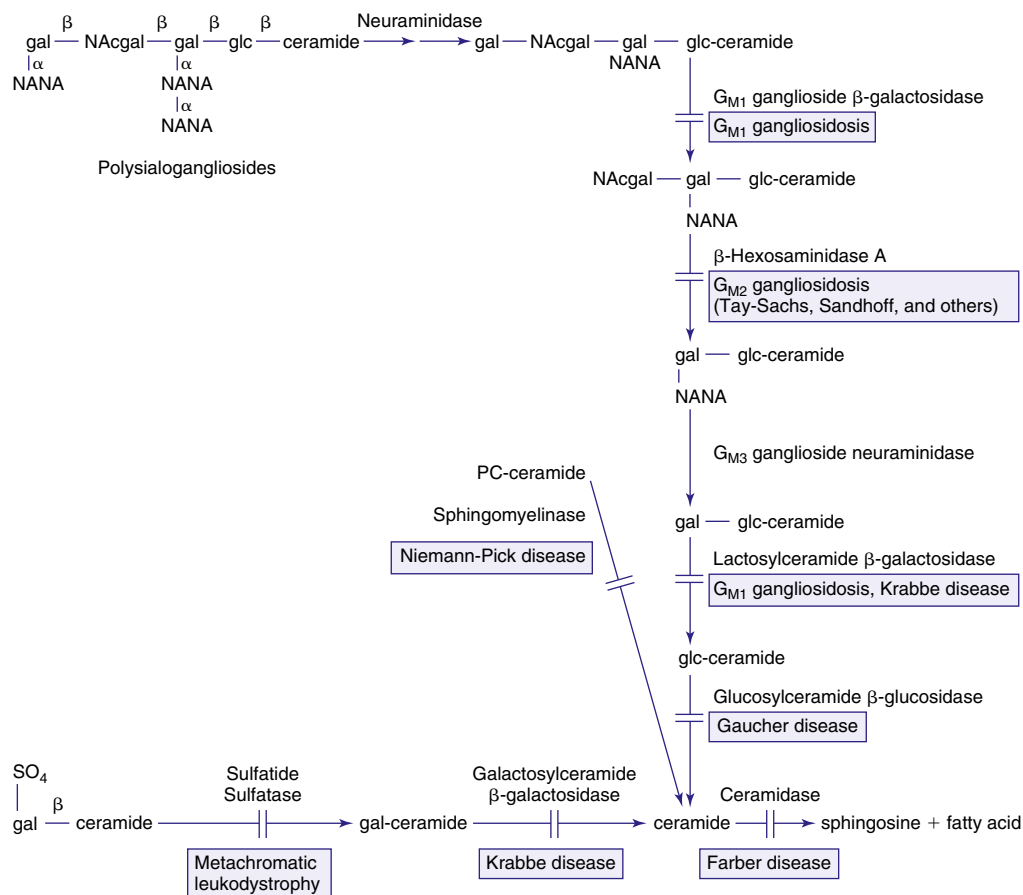 β β β β Neuraminidase
gal NAcgal gal glc ceramide gal NAcgal gal glc-ceramide
α α NANA
NANA NANA
α
NANA
Polysialogangliosides
GM1 ganglioside β-galactosidase
GM1 gangliosidosis
NAcgal gal glc-ceramide
NANA
β-Hexosaminidase A
GM2 gangliosidosis
(Tay-Sachs, Sandhoff, and others)
gal glc-ceramide
NANA
GM3 ganglioside neuraminidase
PC-ceramide
Sphingomyelinase
Niemann-Pick disease
gal glc-ceramide
Lactosylceramide β-galactosidase
GM1 gangliosidosis, Krabbe disease
glc-ceramide
Glucosylceramide β-glucosidase
Gaucher disease
SO4
β
gal ceramide
Sulfatide
Sulfatase
Metachromatic
leukodystrophy
gal-ceramide
Galactosylceramide
β-galactosidase
Krabbe disease
ceramide
Ceramidase
Farber disease
sphingosine + fatty acid